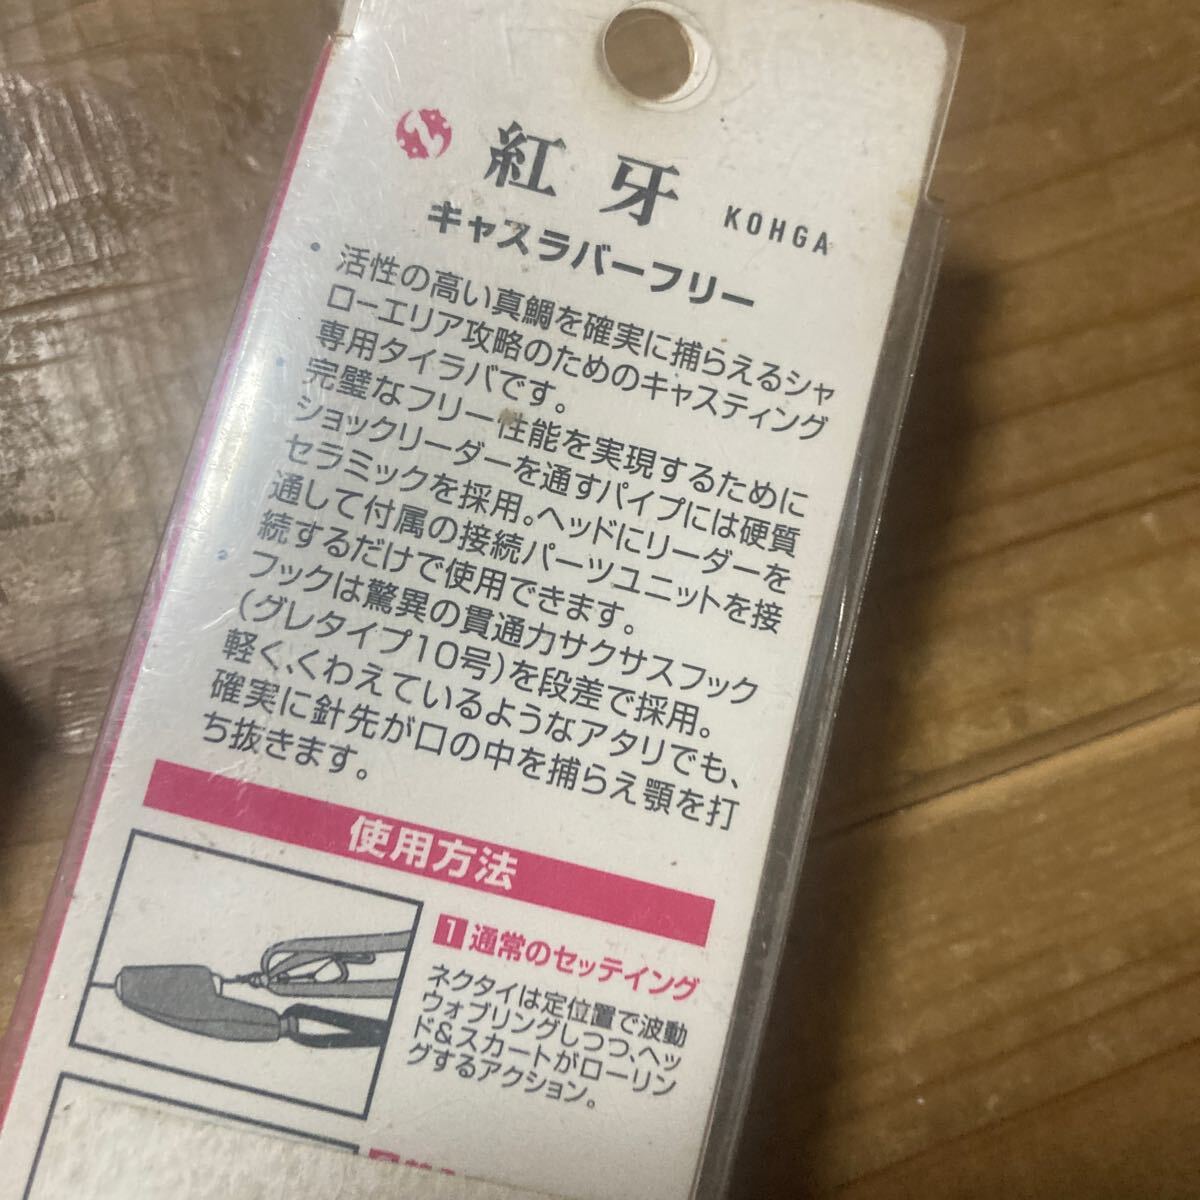 紅牙 KOHGA
キャスラバーフリー
・活性の高い真鯛を確実に捕らえるシャ
ローエリア攻略のためのキャスティング
専用タイラバです。
・完璧なフリー性能を実現するために
ショックリーダーを通すパイプには硬質
セラミックを採用。ヘッドにリーダーを
通して付属の接続パーツユニットを接
続するだけで使用できます。
・フックは驚異の貫通力サクサスフック
(グレタイプ10号)を段差で採用。
軽く、くわえているようなアタリでも、
確実に針先が口の中を捕らえ顎を打
ち抜きます。
使用方法
1 通常のセッテイング
ネクタイは定位置で波動
ウォブリングしつつ、ヘッ
ド&スカートがローリン
グするアクション。